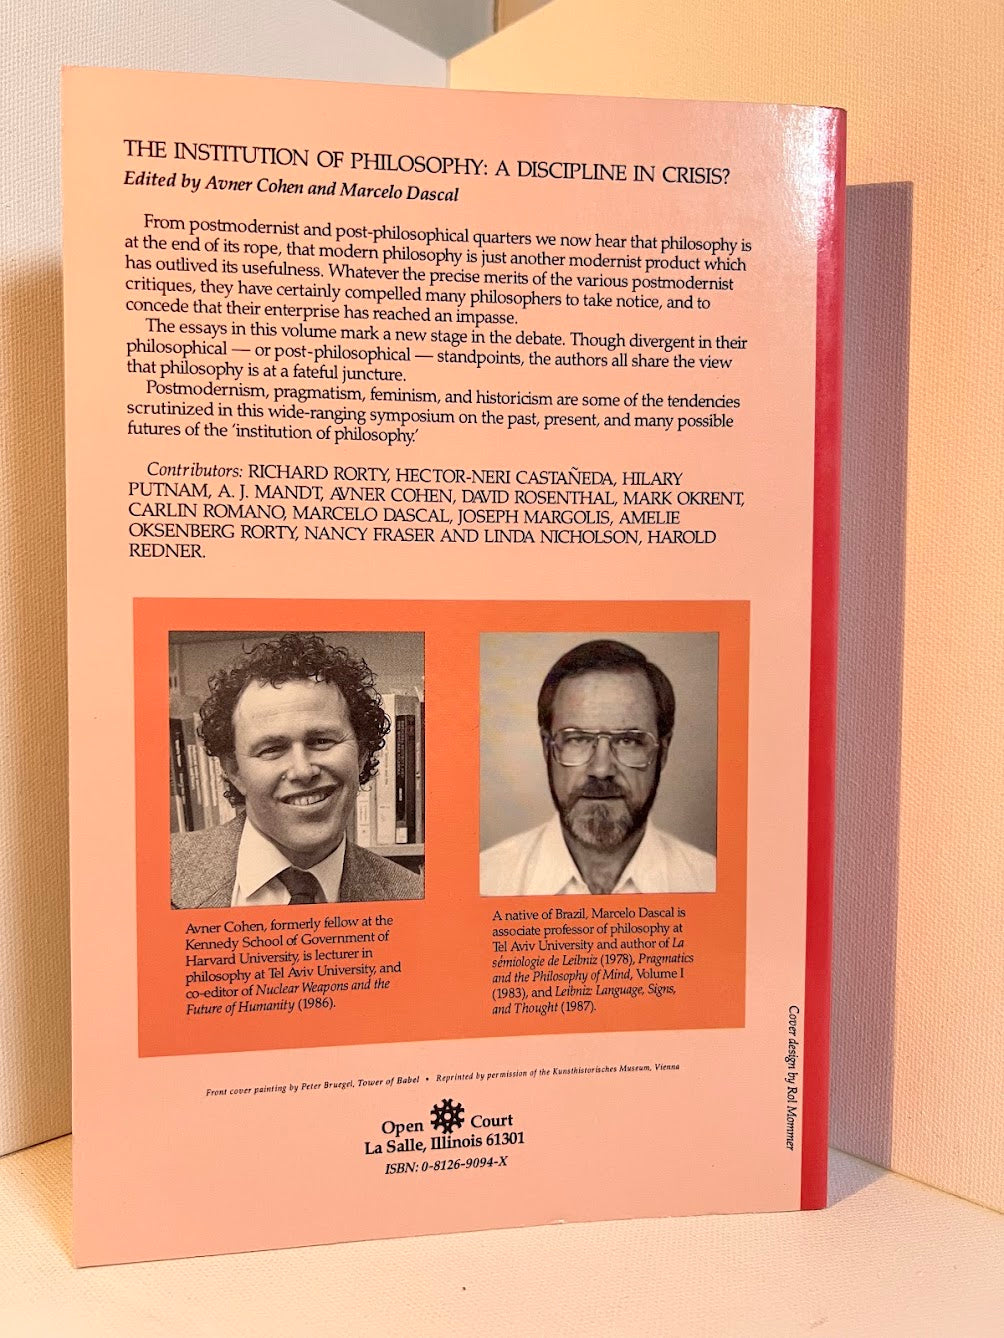 THE INSTITUTION OF PHILOSOPHY: A DISCIPLINE IN CRISIS?
Edited by Avner Cohen and Marcelo Dascal
From postmodernist and post-philosophical quarters we now hear that philosophy is
at the end of its rope, that modern philosophy is just another modernist product which
has outlived its usefulness. Whatever the precise merits of the various postmodernist
critiques, they have certainly compelled many philosophers to take notice, and to
concede that their enterprise has reached an impasse.
The essays in this volume mark a new stage in the debate. Though divergent in their
philosophical — or post-philosophical — standpoints, the authors all share the view
that philosophy is at a fateful juncture.
Postmodernism, pragmatism, feminism, and historicism are some of the tendencies
scrutinized in this wide-ranging symposium on the past, present, and many possible
futures of the ‘institution of philosophy.’
Contributors: RICHARD RORTY, HECTOR-NERI CASTAÑEDA, HILARY
PUTNAM, A. J. MANDT, AVNER COHEN, DAVID ROSENTHAL, MARK OKRENT,
CARLIN ROMANO, MARCELO DASCAL, JOSEPH MARGOLIS, AMELIE
OKSENBERG RORTY, NANCY FRASER AND LINDA NICHOLSON, HAROLD
REDNER.
Avner Cohen, formerly fellow at the
Kennedy School of Government of
Harvard University, is lecturer in
philosophy at Tel Aviv University, and
co-editor of Nuclear Weapons and the
Future of Humanity (1986).
A native of Brazil, Marcelo Dascal is
associate professor of philosophy at
Tel Aviv University and author of La
sémiologie de Leibniz (1978), Pragmatics
and the Philosophy of Mind, Volume I
(1983), and Leibniz: Language, Signs,
and Thought (1987).
Front cover painting by Peter Bruegel, Tower of Babel • Reprinted by permission of the Kunsthistorisches Museum, Vienna
Open Court
La Salle, Illinois 61301
ISBN: 0-8126-9094-X
Cover design by Rol Mommer